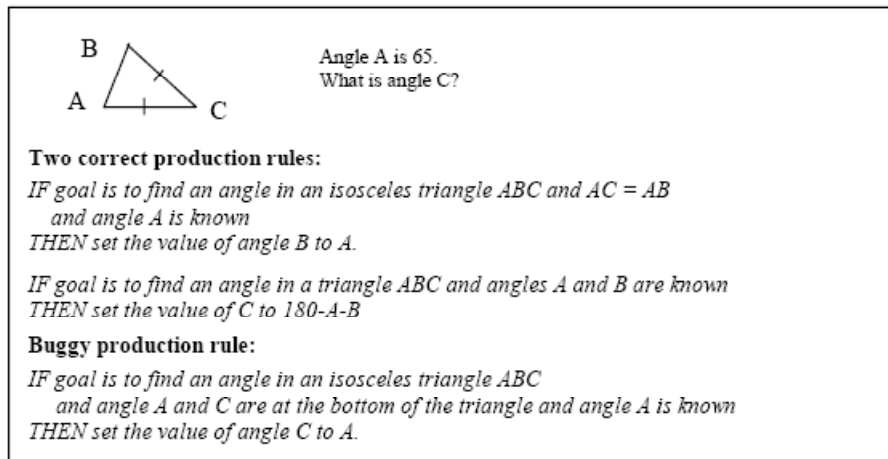 B
Angle A is 65.
What is angle C?
A
C
Two correct production rules:
IF goal is to find an angle in an isosceles triangle ABC and AC = AB
and angle A is known
THEN set the value of angle B to A.
IF goal is to find an angle in a triangle ABC and angles A and B are known
THEN set the value of C to 180-A-B
Buggy production rule:
IF goal is to find an angle in an isosceles triangle ABC
and angle A and C are at the bottom of the triangle and angle A is known
THEN set the value of angle C to A.